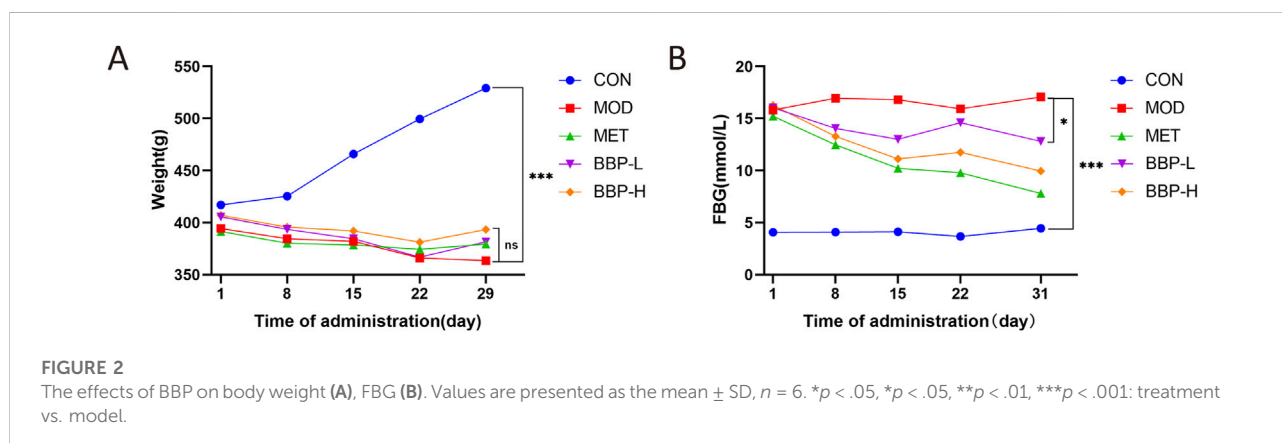 A
550
500
450
400
350
Weight(g)
1 8 15 22 29
Time of administration(day)
***
ns
CON
MOD
MET
BBP-L
BBP-H
B
20
15
10
5
0
FBG(mmol/L)
1 8 15 22 31
Time of administration（day）
*
***
CON
MOD
MET
BBP-L
BBP-H
FIGURE 2
The effects of BBP on body weight (A), FBG (B). Values are presented as the mean ± SD, n = 6. *p < .05, *p < .05, **p < .01, ***p < .001: treatment
vs. model.